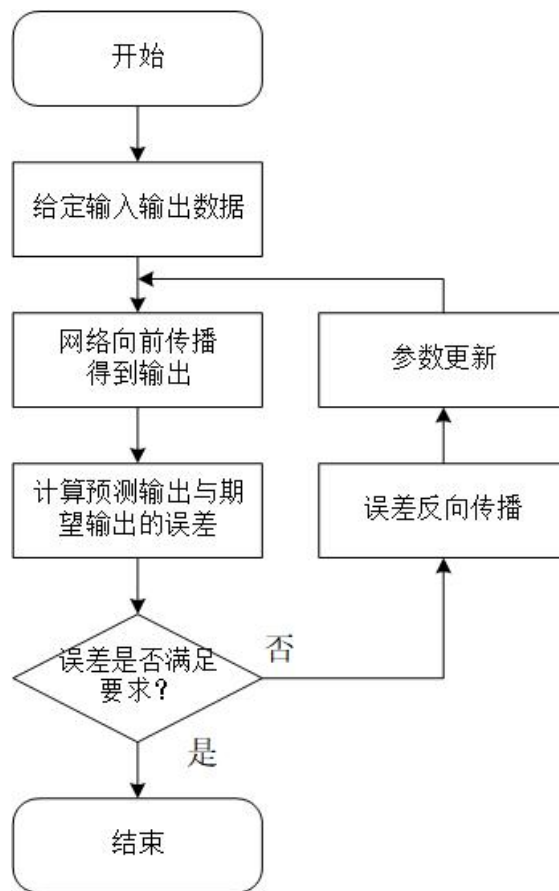 开始
给定输入输出数据
网络向前传播
得到输出
参数更新
计算预测输出与期
望输出的误差
误差反向传播
误差是否满足
要求？
否
是
结束